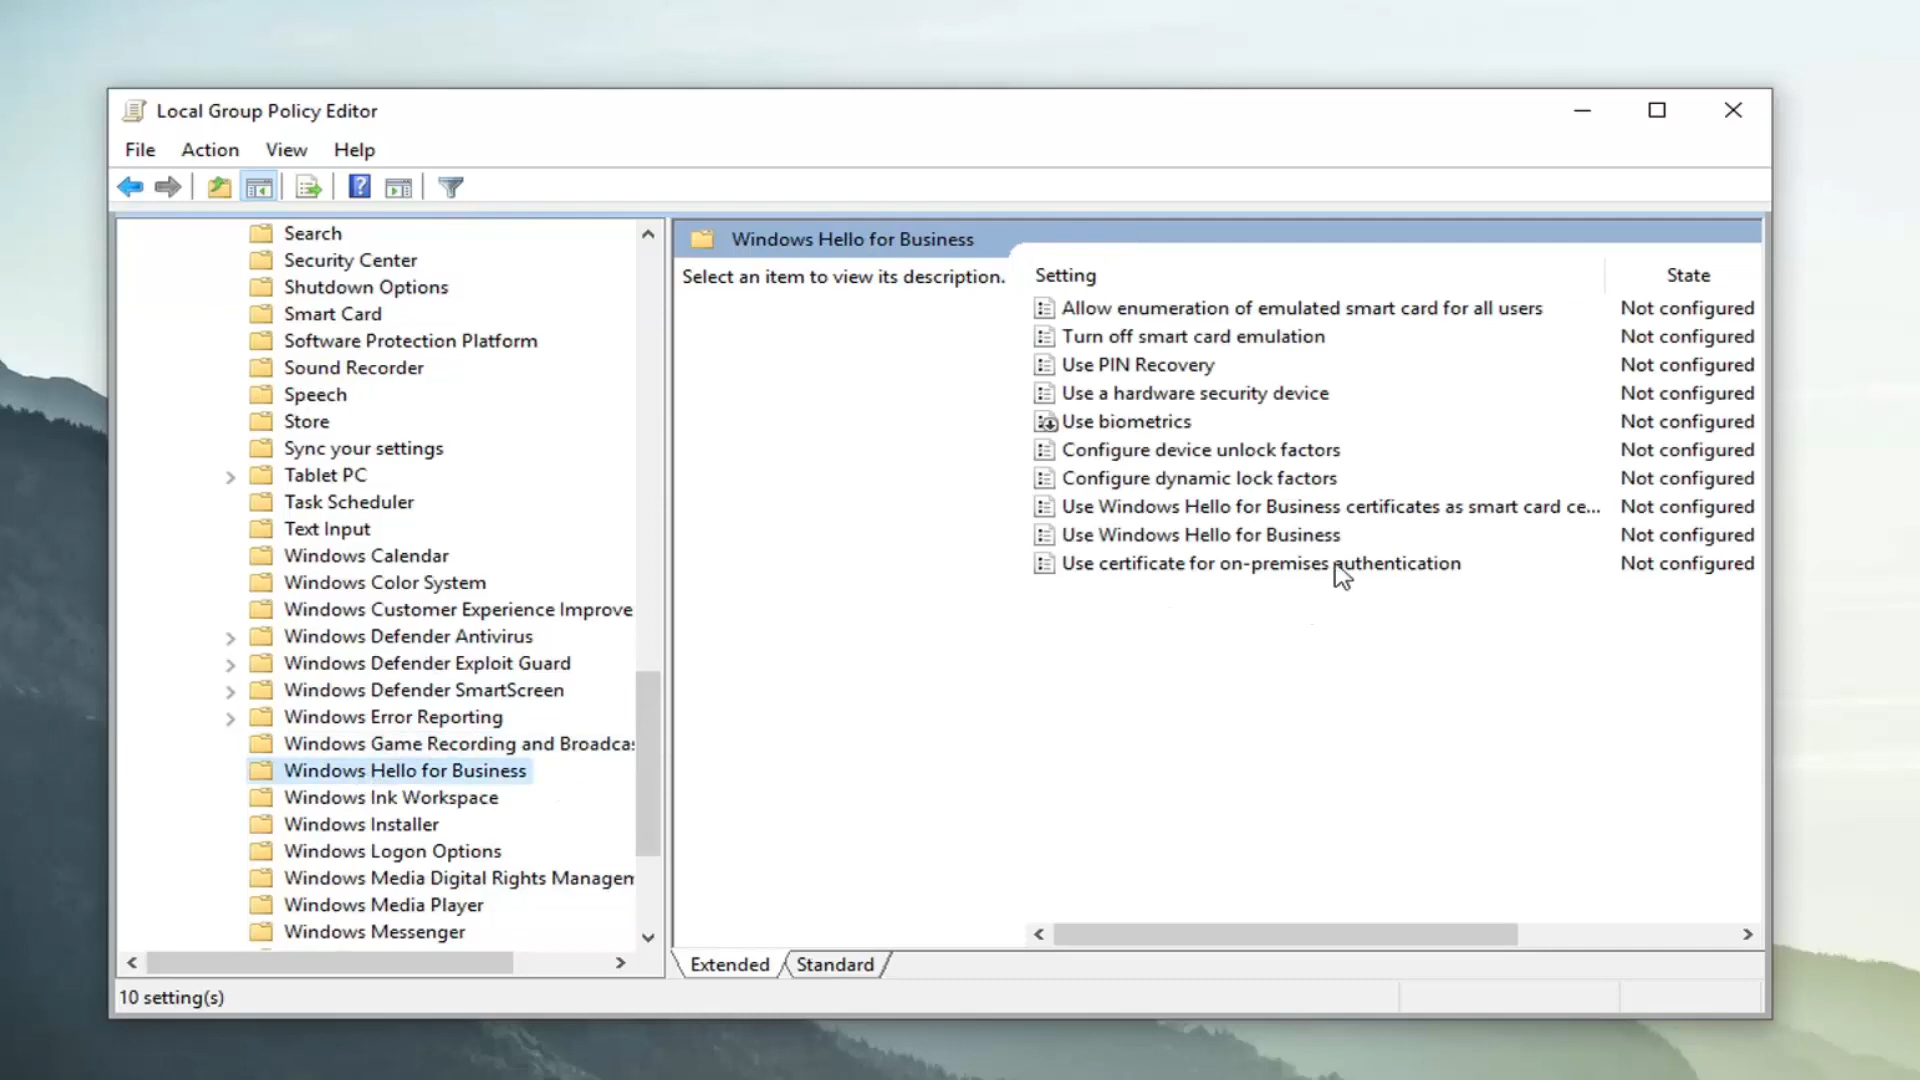 Local Group Policy Editor
File Action View Help
Search
Security Center
Shutdown Options
Smart Card
Software Protection Platform
Sound Recorder
Speech
Store
Sync your settings
Tablet PC
Task Scheduler
Text Input
Windows Calendar
Windows Color System
Windows Customer Experience Improve
Windows Defender Antivirus
Windows Defender Exploit Guard
Windows Defender SmartScreen
Windows Error Reporting
Windows Game Recording and Broadca
Windows Hello for Business
Windows Ink Workspace
Windows Installer
Windows Logon Options
Windows Media Digital Rights Managem
Windows Media Player
Windows Messenger
Windows Hello for Business
Select an item to view its description.
Setting State
Allow enumeration of emulated smart card for all users Not configured
Turn off smart card emulation Not configured
Use PIN Recovery Not configured
Use a hardware security device Not configured
Use biometrics Not configured
Configure device unlock factors Not configured
Configure dynamic lock factors Not configured
Use Windows Hello for Business certificates as smart card ce... Not configured
Use Windows Hello for Business Not configured
Use certificate for on-premises authentication Not configured
Extended Standard
10 setting(s)